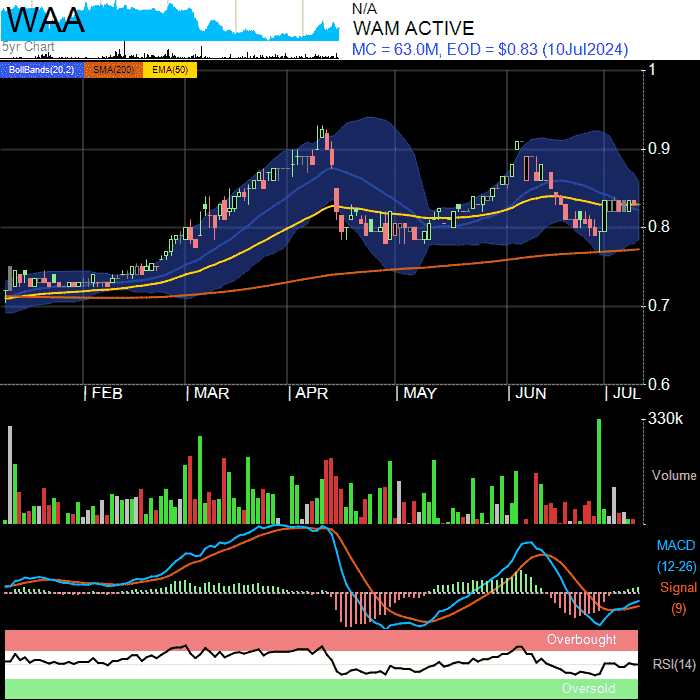 WAA
5yr Chart
N/A
WAM ACTIVE
MC = 63.0M, EOD = $0.83 (10Jul2024)
BollBands(20,2) SMA(200) EMA(50)
1
0.9
0.8
0.7
0.6
| FEB | MAR | APR | MAY | JUN | JUL
330k
Volume
MACD
(12-26)
Signal
(9)
Overbought
RSI(14)
Oversold